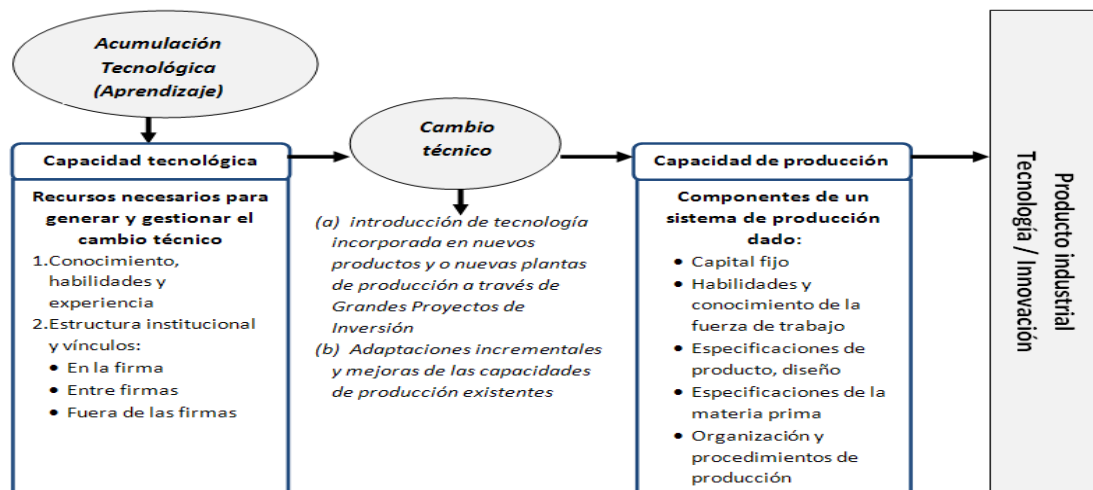 Acumulación
Tecnológica
(Aprendizaje)
Capacidad tecnológica
Recursos necesarios para
generar y gestionar el
cambio técnico
1.Conocimiento,
habilidades y
experiencia
2.Estructura institucional
y vínculos:
• En la firma
• Entre firmas
• Fuera de las firmas
Cambio
técnico
(a) introducción de tecnología
incorporada en nuevos
productos y o nuevas plantas
de producción a través de
Grandes Proyectos de
Inversión
(b) Adaptaciones incrementales
y mejoras de las capacidades
de producción existentes
Capacidad de producción
Componentes de un
sistema de producción
dado:
• Capital fijo
• Habilidades y
conocimiento de la
fuerza de trabajo
• Especificaciones de
producto, diseño
• Especificaciones de la
materia prima
• Organización y
procedimientos de
producción
Producto industrial
Tecnología / Innovación